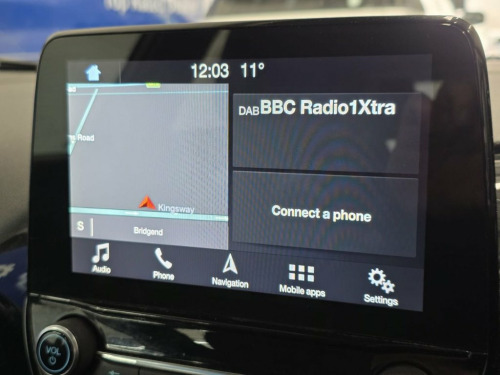 12:03 11°
Road
Kingsway
S
Bridgend
DAB BBC Radio1Xtra
Connect a phone
Audio
Phone
Navigation
Mobile apps
Settings
VOL